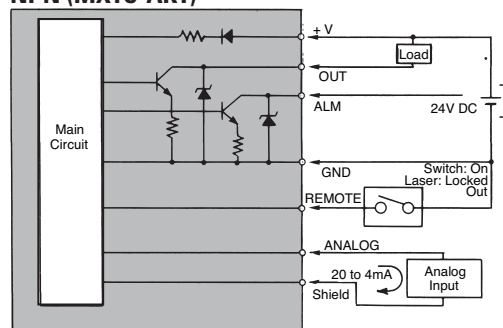 NPN (MX1C-AR1)
+ V
Load
OUT
ALM
24V DC
Main
Circuit
GND
Switch: On
Laser: Locked
Out
REMOTE
ANALOG
20 to 4mA
Analog
Input
Shield